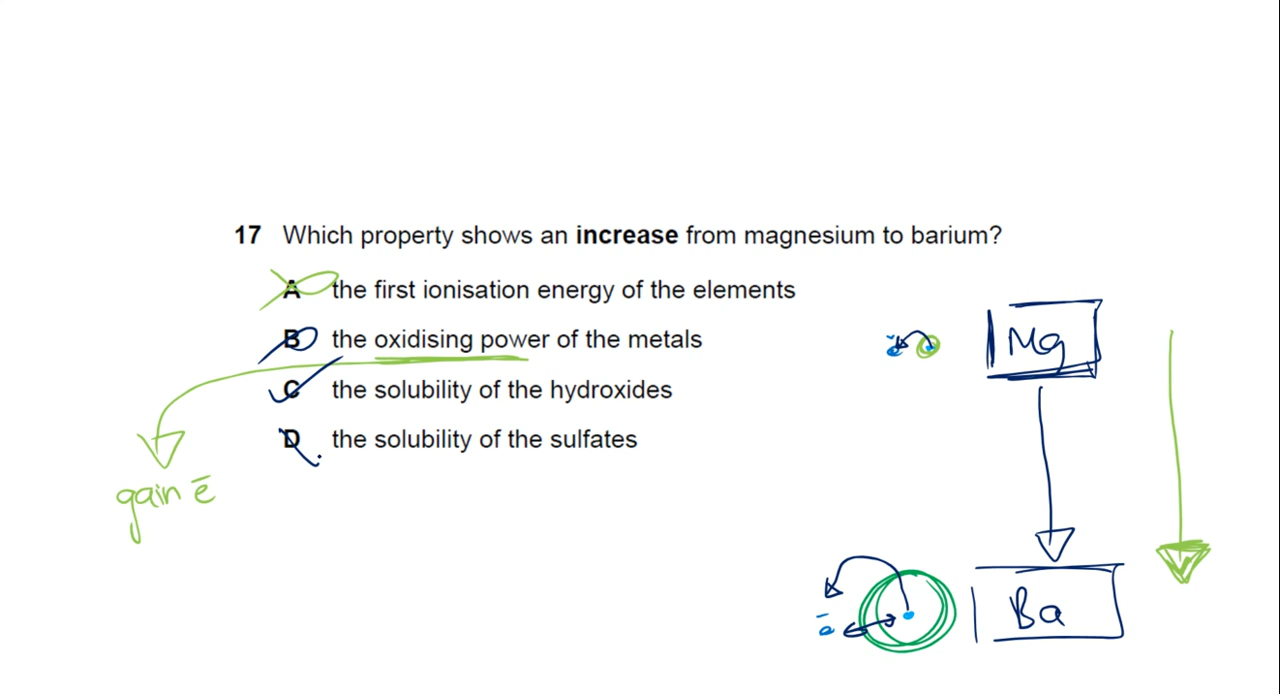 17 Which property shows an increase from magnesium to barium?
A the first ionisation energy of the elements
B the oxidising power of the metals
C the solubility of the hydroxides
D the solubility of the sulfates
gain ē
ē
Mg
ē
Ba